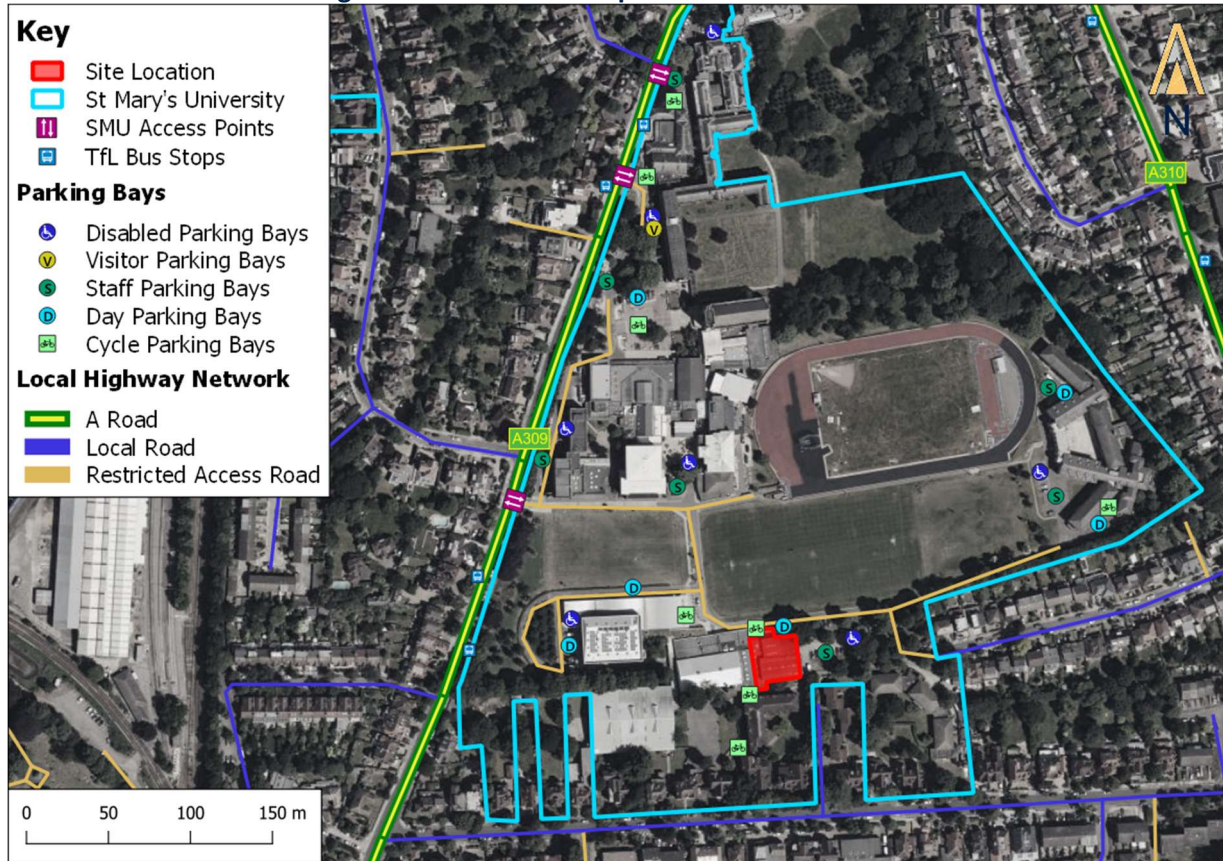 Key
Site Location
St Mary's University
SMU Access Points
TfL Bus Stops
Parking Bays
Disabled Parking Bays
V Visitor Parking Bays
S Staff Parking Bays
D Day Parking Bays
Cycle Parking Bays
Local Highway Network
A Road
Local Road
Restricted Access Road
N
A310
A309
S
V
S
D
S
S
S
D
S
D
D
D
D
S
0 50 100 150 m